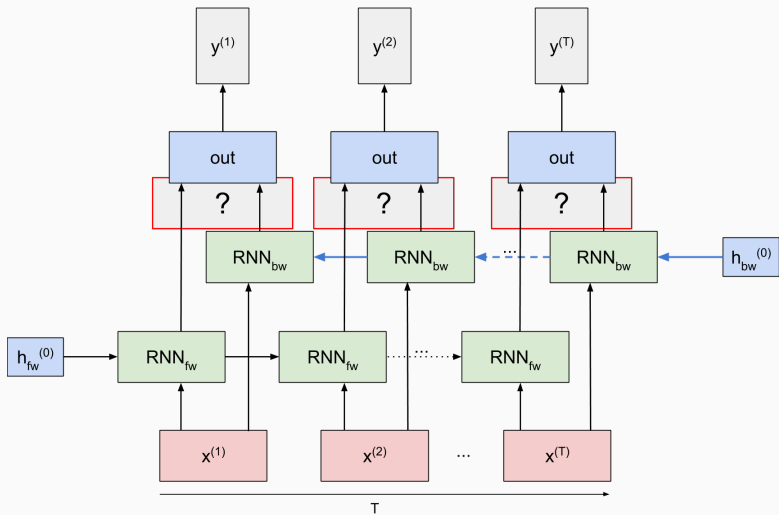 y(1) y(2) y(T)
out out out
? ? ?
RNNbw RNNbw ... RNNbw hbw(0)
hfw(0) RNNfw RNNfw ... RNNfw
x(1) x(2) ... x(T)
T